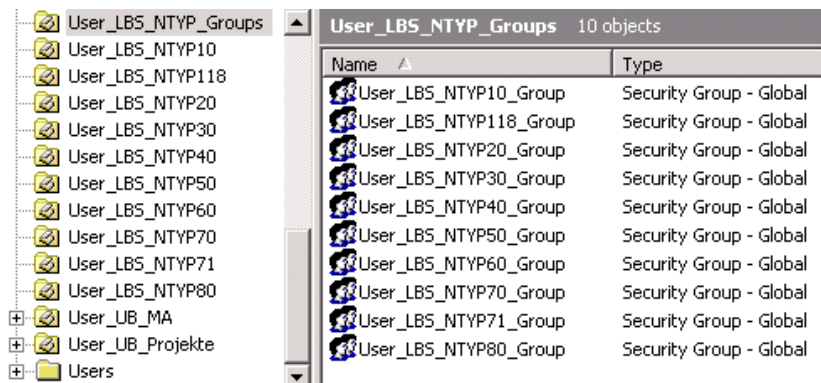 User_LBS_NTYP_Groups
User_LBS_NTYP10
User_LBS_NTYP118
User_LBS_NTYP20
User_LBS_NTYP30
User_LBS_NTYP40
User_LBS_NTYP50
User_LBS_NTYP60
User_LBS_NTYP70
User_LBS_NTYP71
User_LBS_NTYP80
User_UB_MA
User_UB_Projekte
Users
User_LBS_NTYP_Groups 10 objects
Name Type
User_LBS_NTYP10_Group Security Group - Global
User_LBS_NTYP118_Group Security Group - Global
User_LBS_NTYP20_Group Security Group - Global
User_LBS_NTYP30_Group Security Group - Global
User_LBS_NTYP40_Group Security Group - Global
User_LBS_NTYP50_Group Security Group - Global
User_LBS_NTYP60_Group Security Group - Global
User_LBS_NTYP70_Group Security Group - Global
User_LBS_NTYP71_Group Security Group - Global
User_LBS_NTYP80_Group Security Group - Global